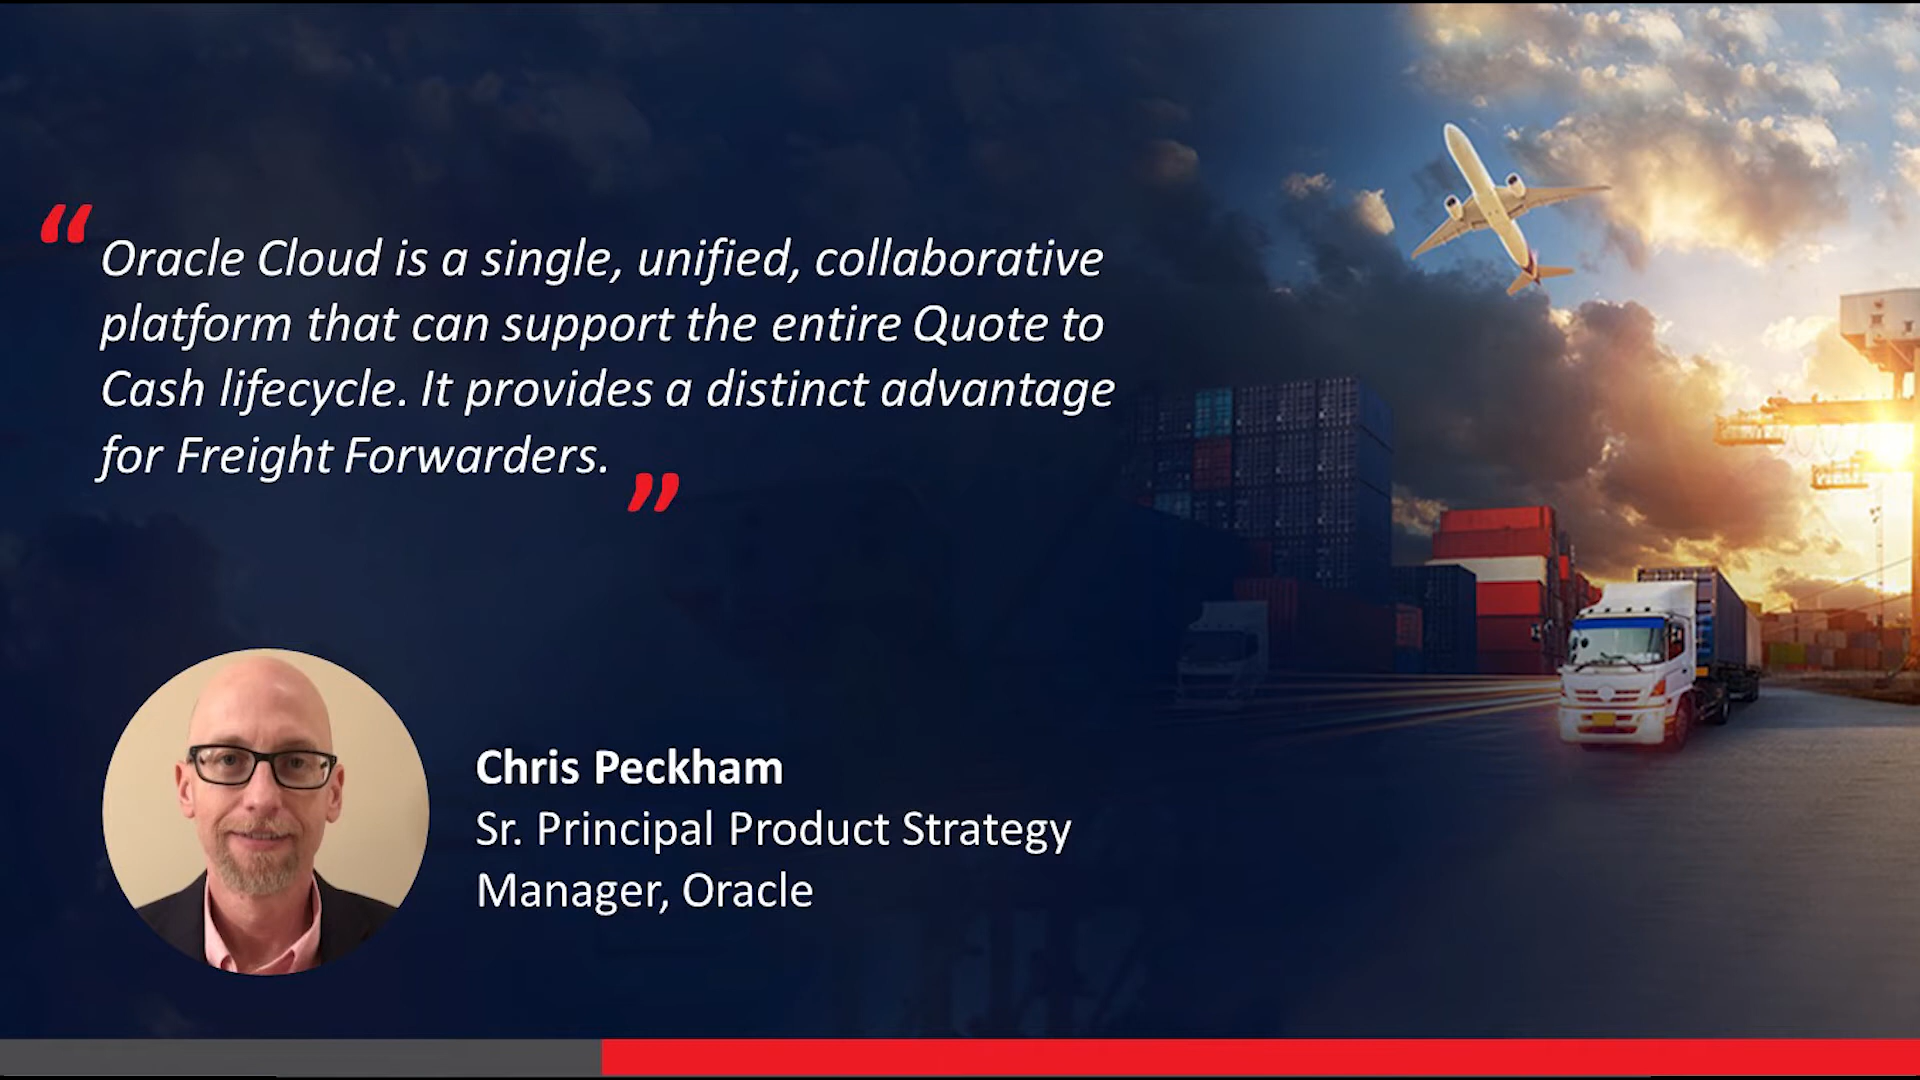 “Oracle Cloud is a single, unified, collaborative
platform that can support the entire Quote to
Cash lifecycle. It provides a distinct advantage
for Freight Forwarders.”
Chris Peckham
Sr. Principal Product Strategy
Manager, Oracle